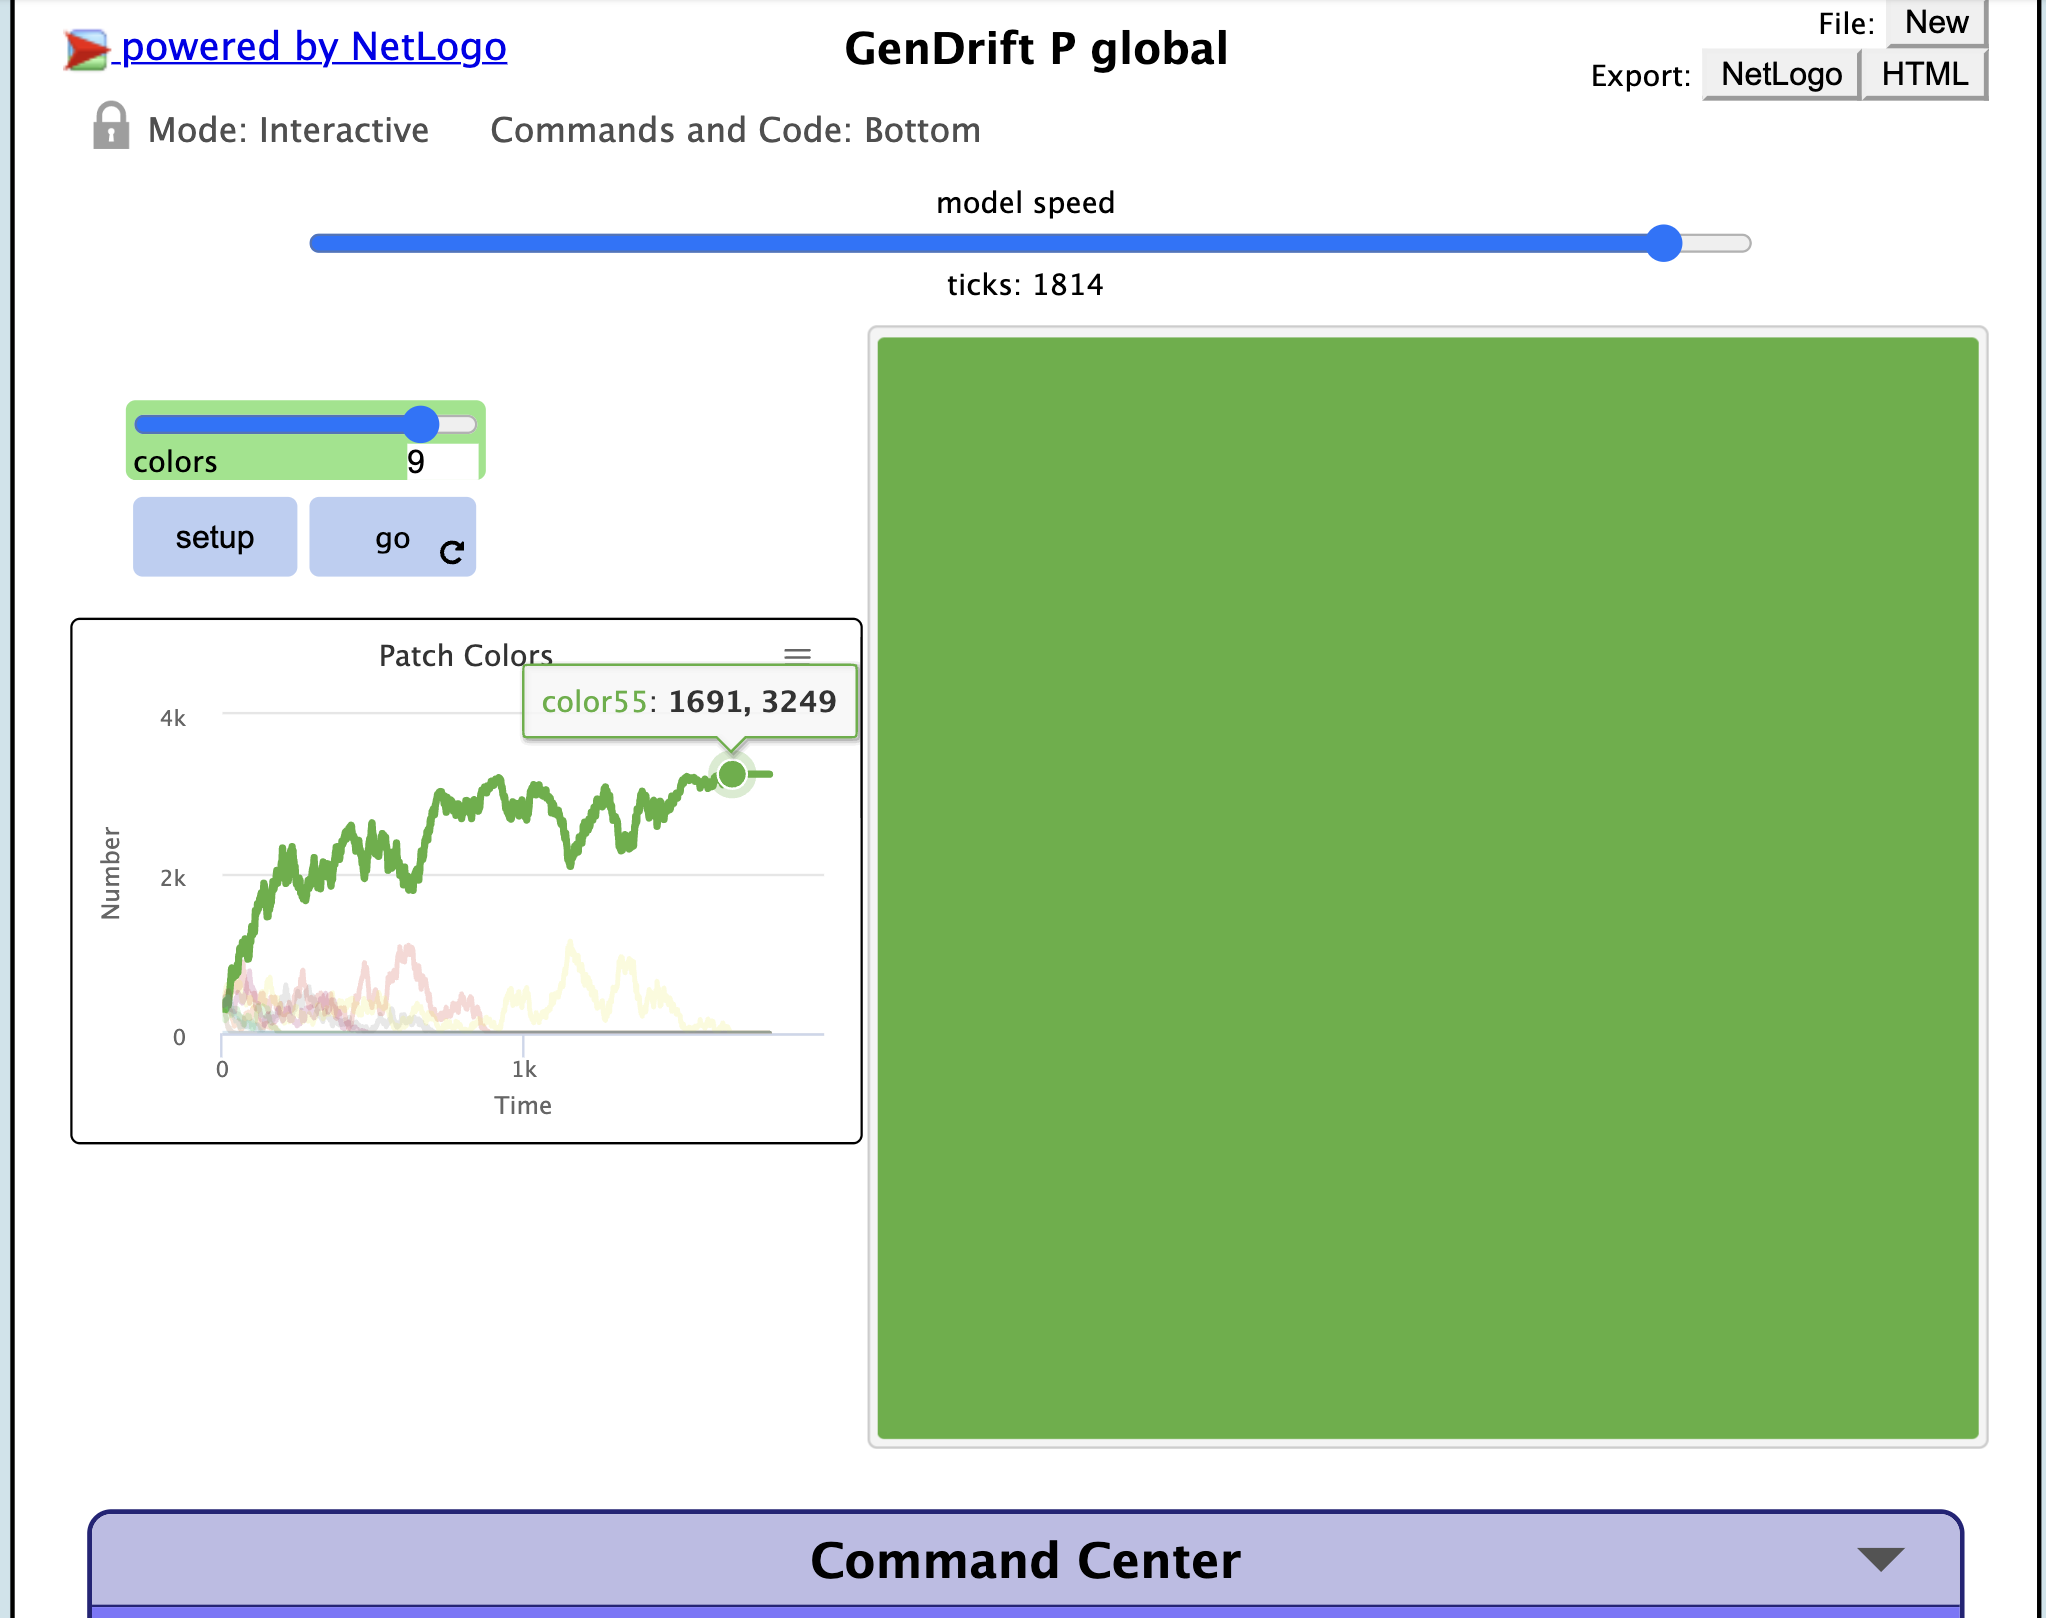 powered by NetLogo
GenDrift P global
File: New
Export: NetLogo HTML
Mode: Interactive Commands and Code: Bottom
model speed
ticks: 1814
colors 9
setup go
Patch Colors
color55: 1691, 3249
4k
2k
0
Number
0 1k
Time
Command Center